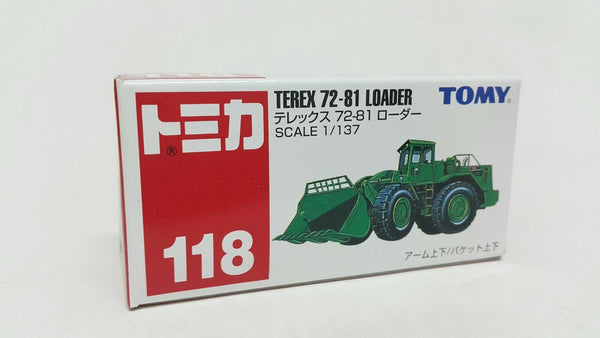 トミカ
®
118
TEREX 72-81 LOADER
テレックス 72-81 ローダー
SCALE 1/137
TOMY
アーム上下/バケット上下